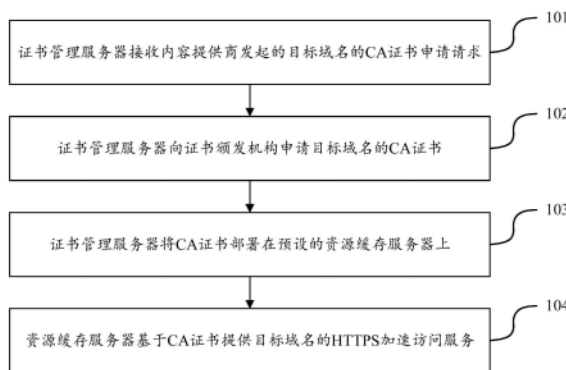 101
证书管理服务器接收内容提供商发起的目标域名的CA证书申请请求
102
证书管理服务器向证书颁发机构申请目标域名的CA证书
103
证书管理服务器将CA证书部署在预设的资源缓存服务器上
104
资源缓存服务器基于CA证书提供目标域名的HTTPS加速访问服务